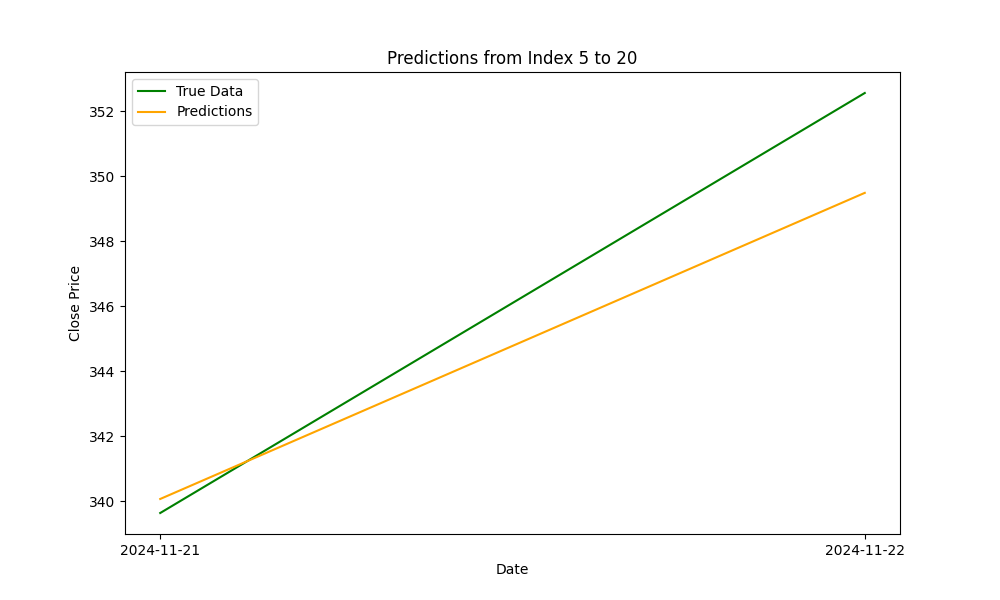 Predictions from Index 5 to 20
True Data
Predictions
352
350
348
346
344
342
340
Close Price
2024-11-21
2024-11-22
Date